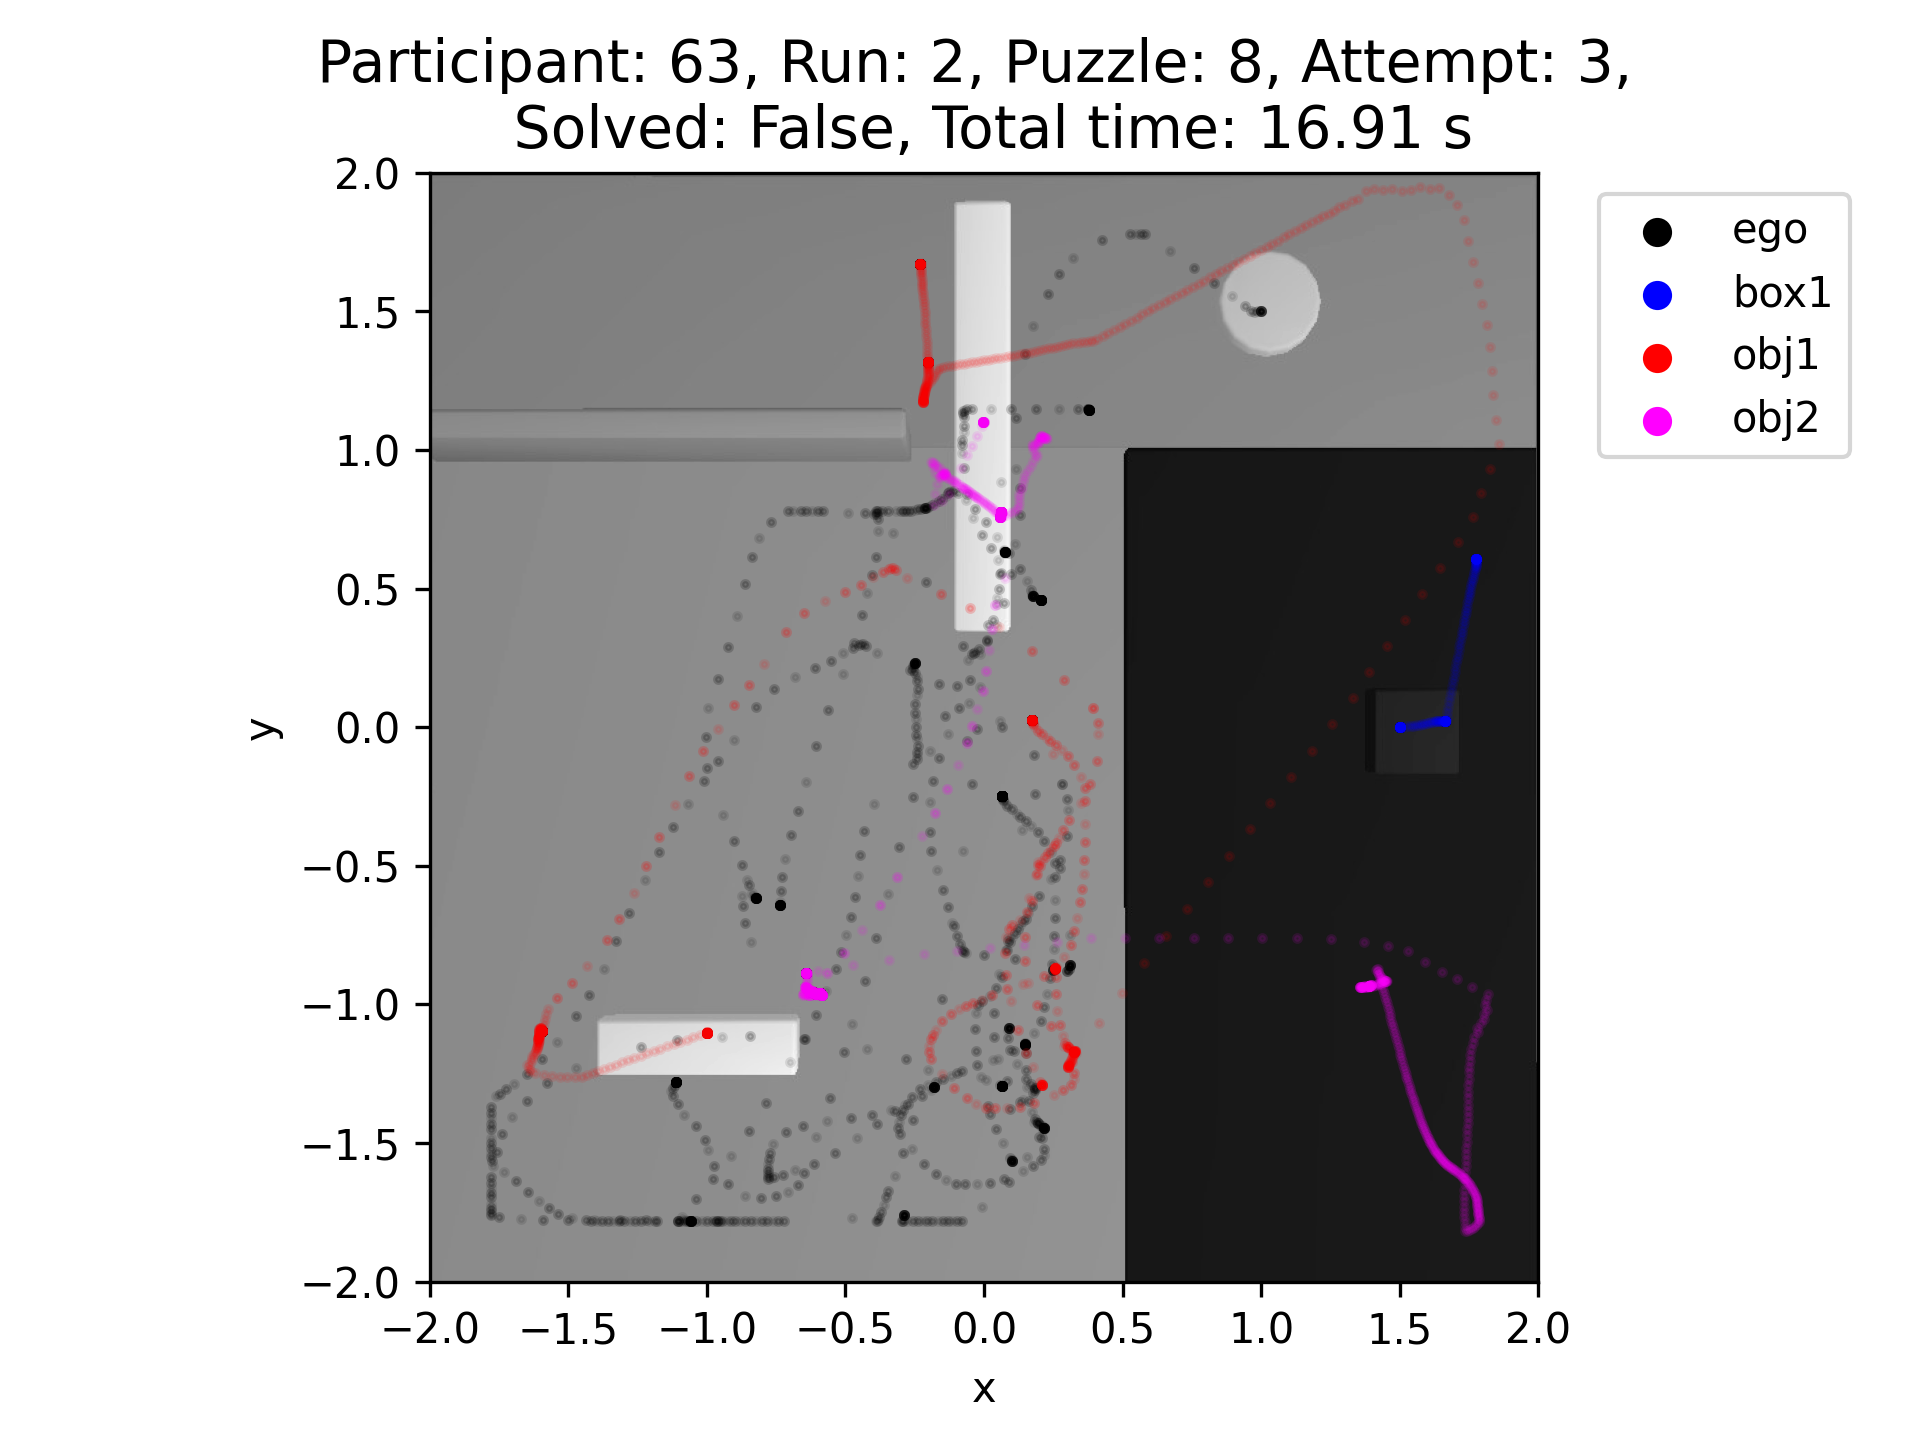 Participant: 63, Run: 2, Puzzle: 8, Attempt: 3,
Solved: False, Total time: 16.91 s
2.0
1.5
1.0
0.5
0.0
−0.5
−1.0
−1.5
−2.0
y
−2.0 −1.5 −1.0 −0.5 0.0 0.5 1.0 1.5 2.0
x
ego
box1
obj1
obj2